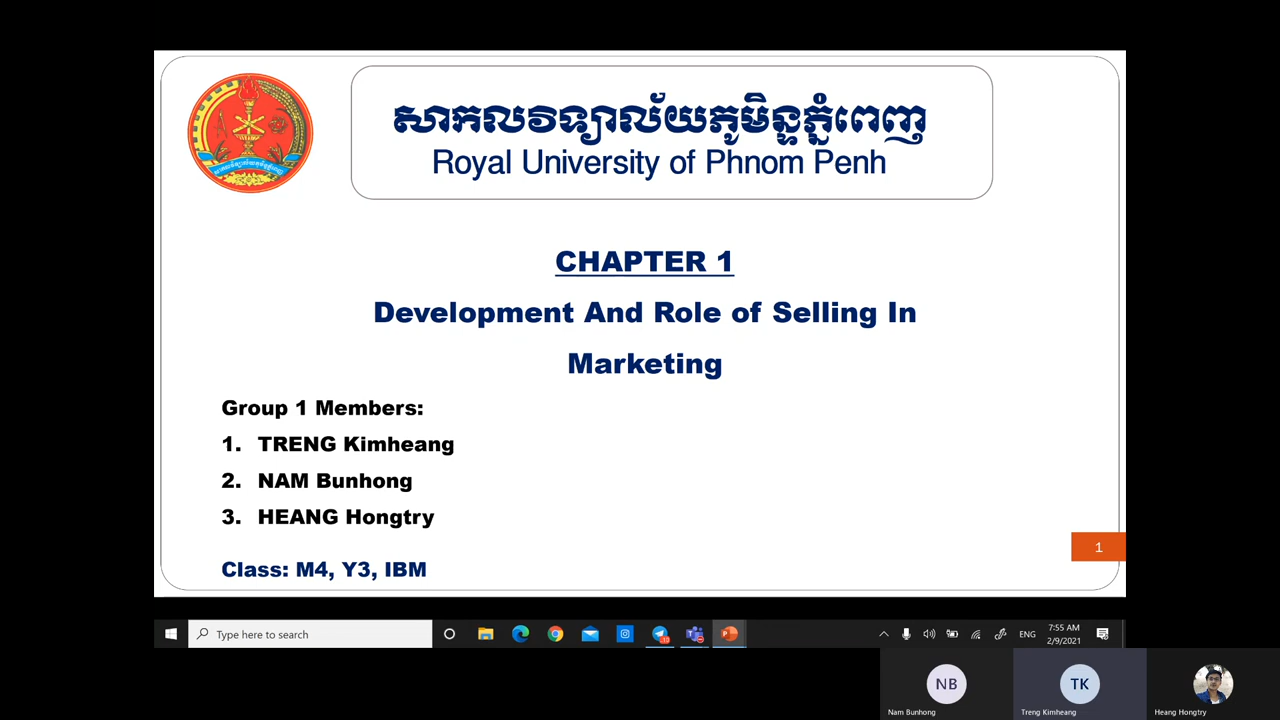 សាកលវិទ្យាល័យភូមិន្ទភ្នំពេញ
Royal University of Phnom Penh
CHAPTER 1
Development And Role of Selling In
Marketing
Group 1 Members:
1. TRENG Kimheang
2. NAM Bunhong
3. HEANG Hongtry
Class: M4, Y3, IBM
1
Type here to search
ENG
7:55 AM
2/9/2021
NB
TK
Nam Bunhong
Treng Kimheang
Heang Hongtry